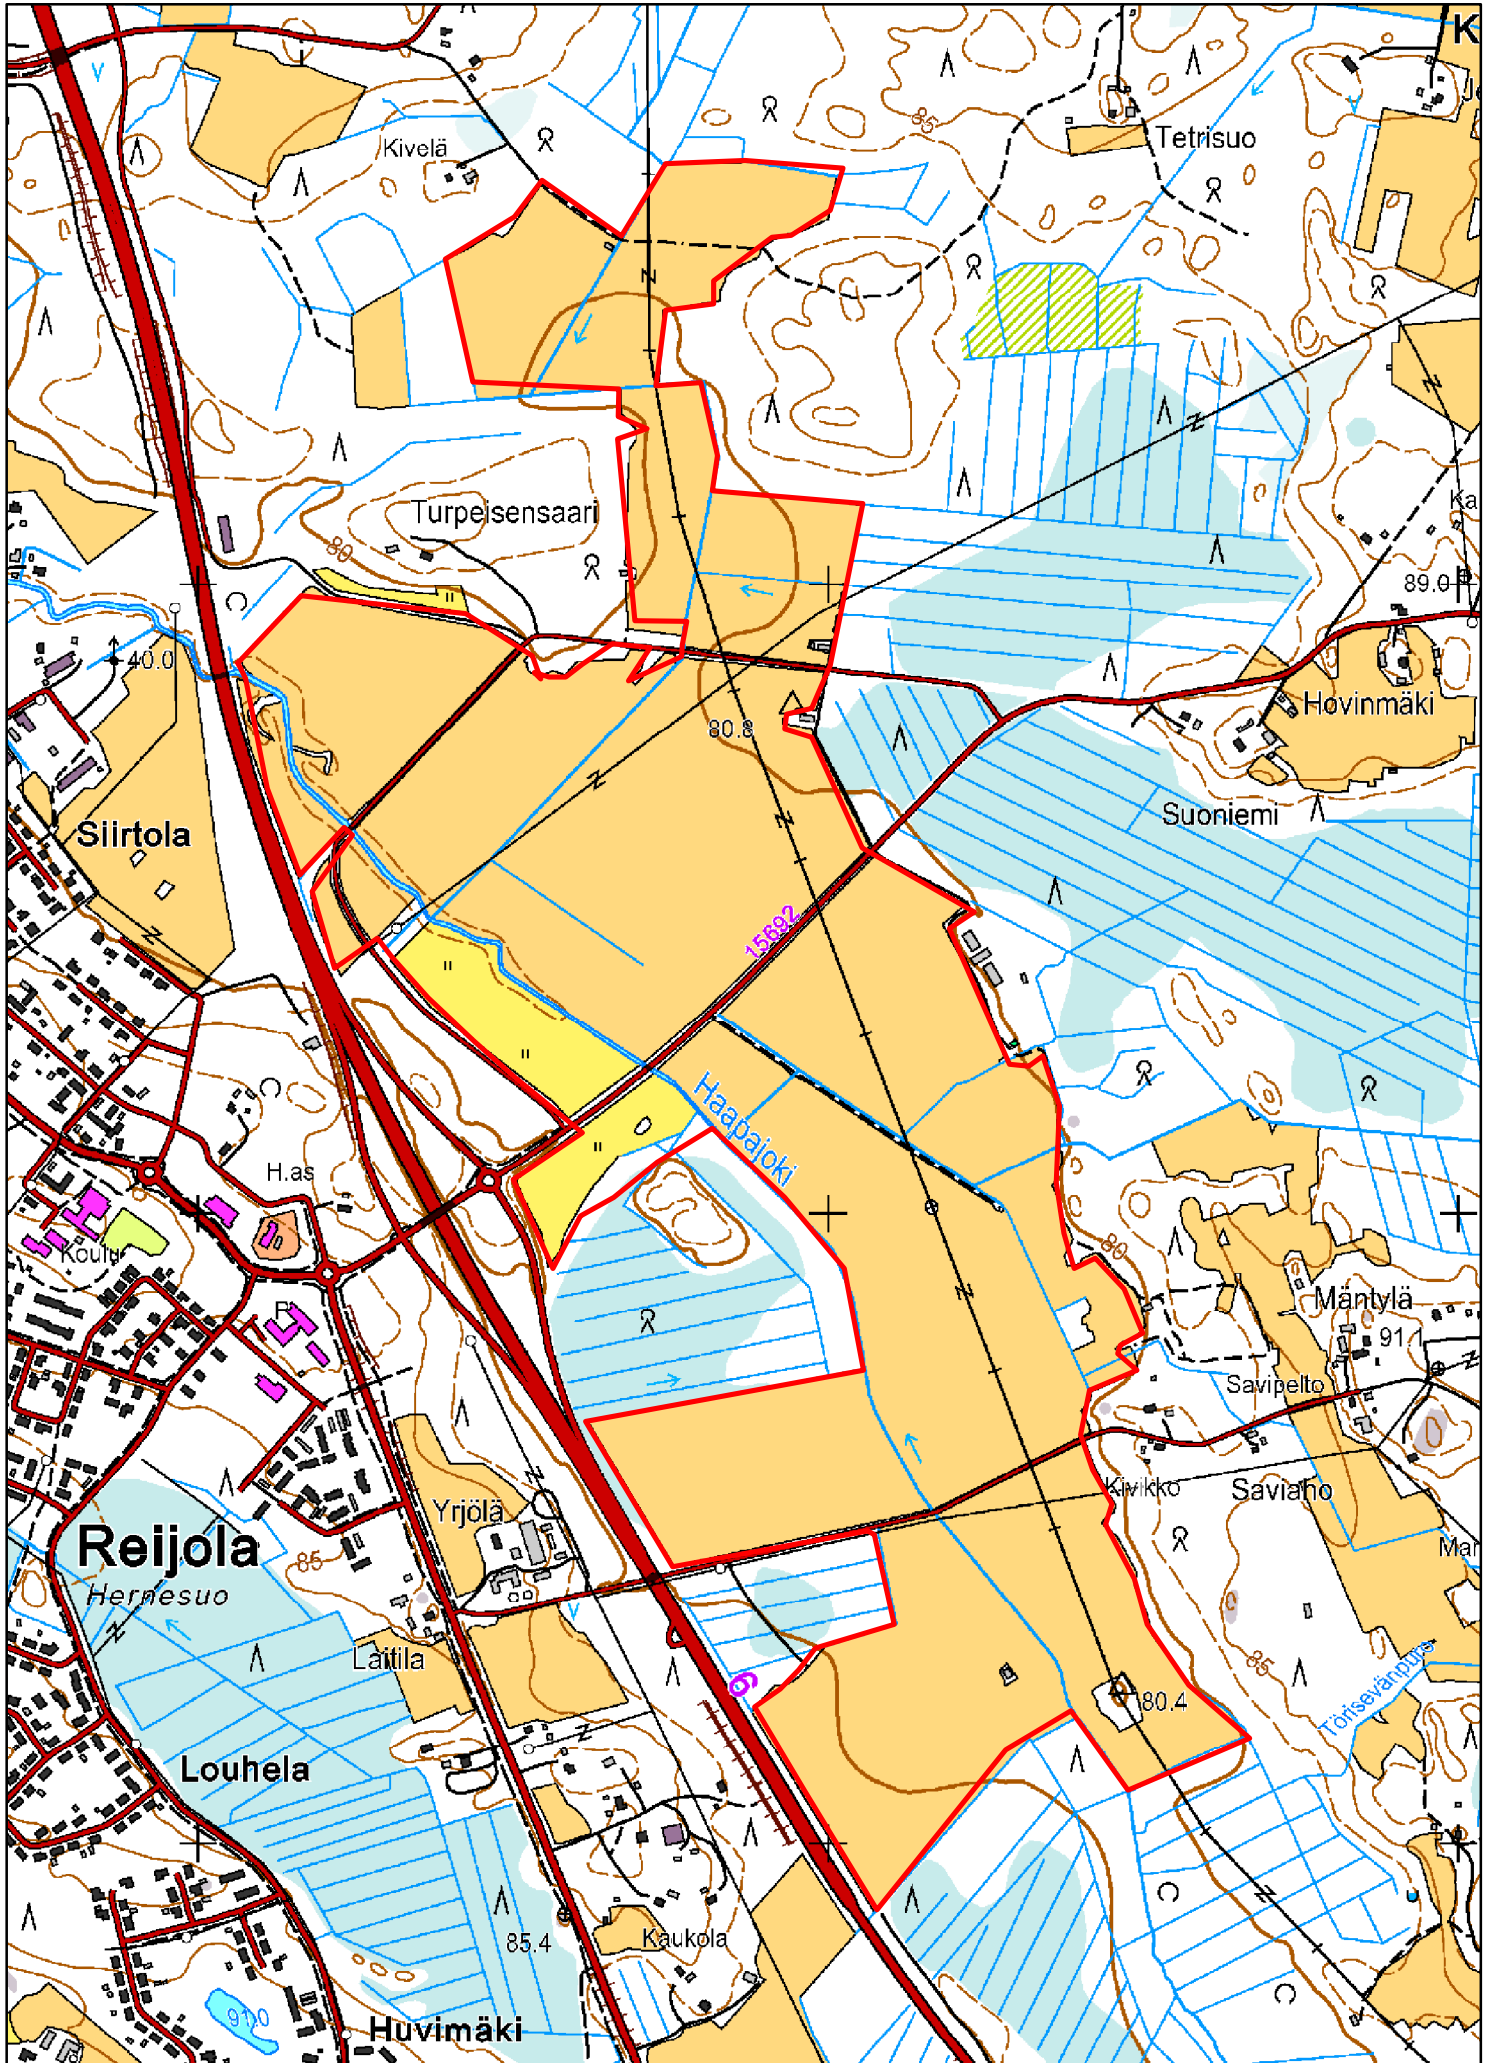 K
Kivelä
85
Tetrisuo
Turpeisensaari
80
Ka
89.0
40.0
Hovinmäki
80.8
Suoniemi
Siirtola
15692
Haapajoki
H.as
Koulu
P
80
Mäntylä
91.1
Savipelto
Kivikko
Saviaho
Yrjölä
Reijola
Hernesuo
85
Mar
Laitila
6
85
80.4
Törisevänpuro
Louhela
85.4
Kaukola
91.0
Huvimäki